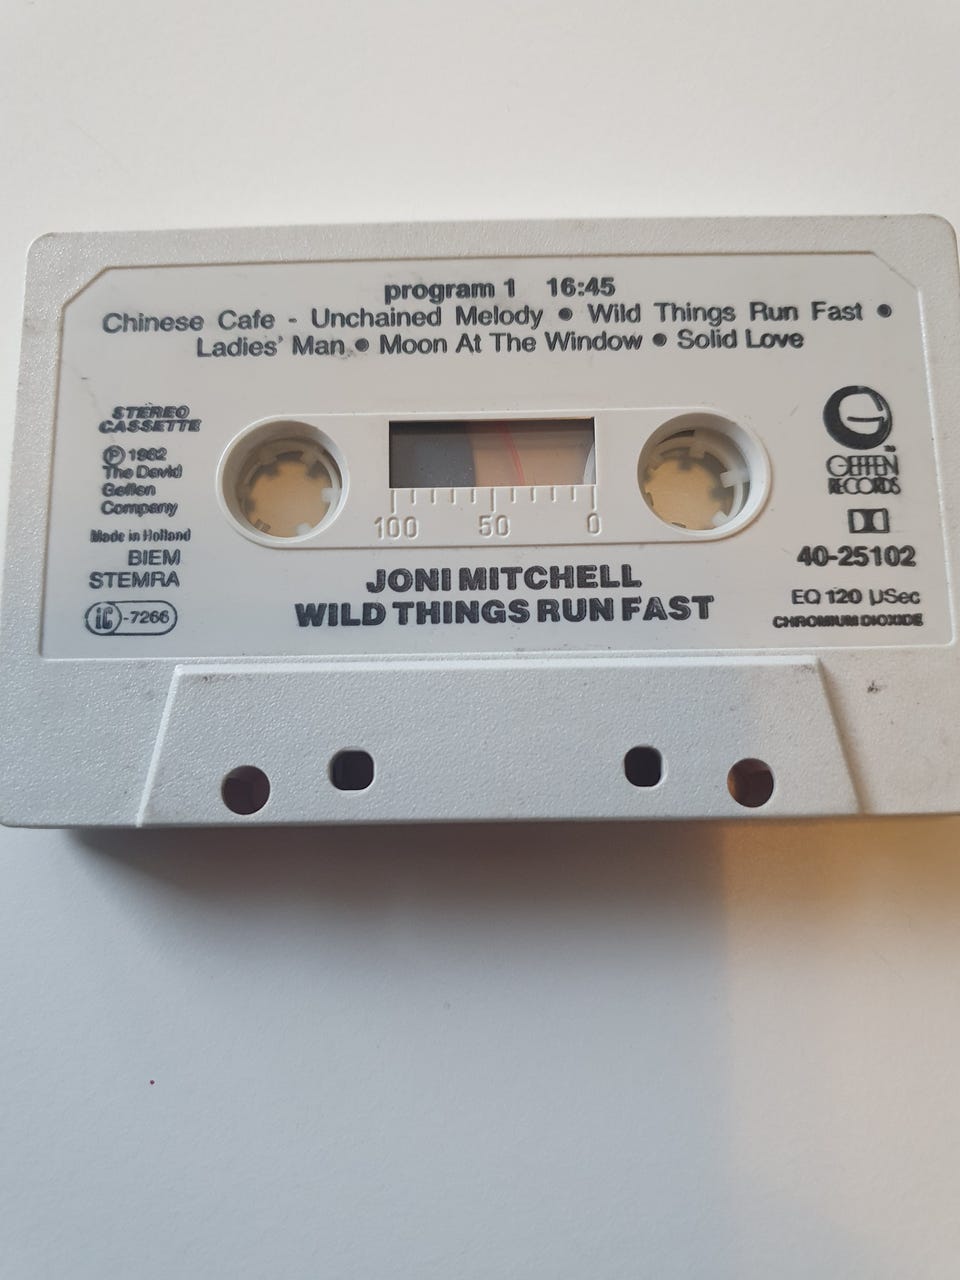 program 1 16:45
Chinese Cafe - Unchained Melody • Wild Things Run Fast •
Ladies' Man • Moon At The Window • Solid Love
STEREO
CASSETTE
℗ 1982
The David
Geffen
Company
Made in Holland
BIEM
STEMRA
iC -7266
100 50 0
JONI MITCHELL
WILD THINGS RUN FAST
G
TM
GEFFEN
RECORDS
40-25102
EQ 120 µSec
CHROMIUM DIOXIDE